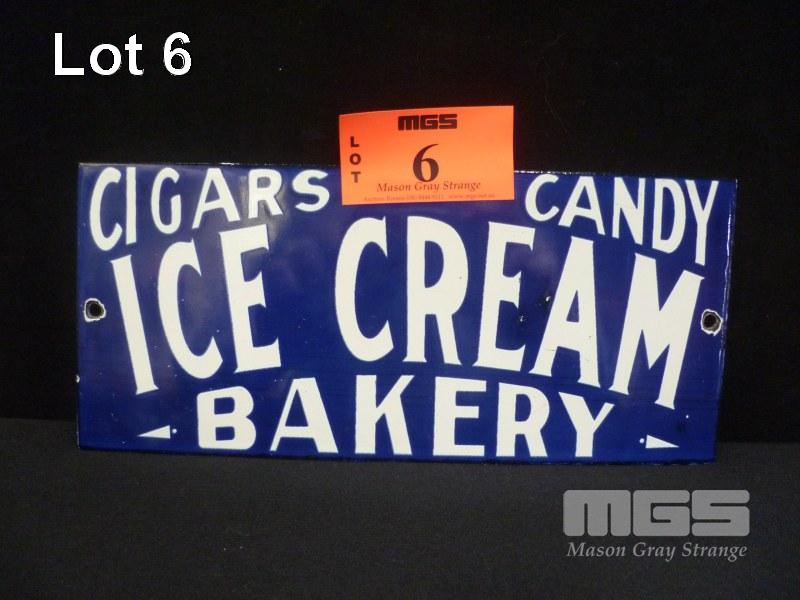 Lot 6
MGS
LOT
6
Mason Gray Strange
CIGARS CANDY
ICE CREAM
BAKERY
MGS
Mason Gray Strange